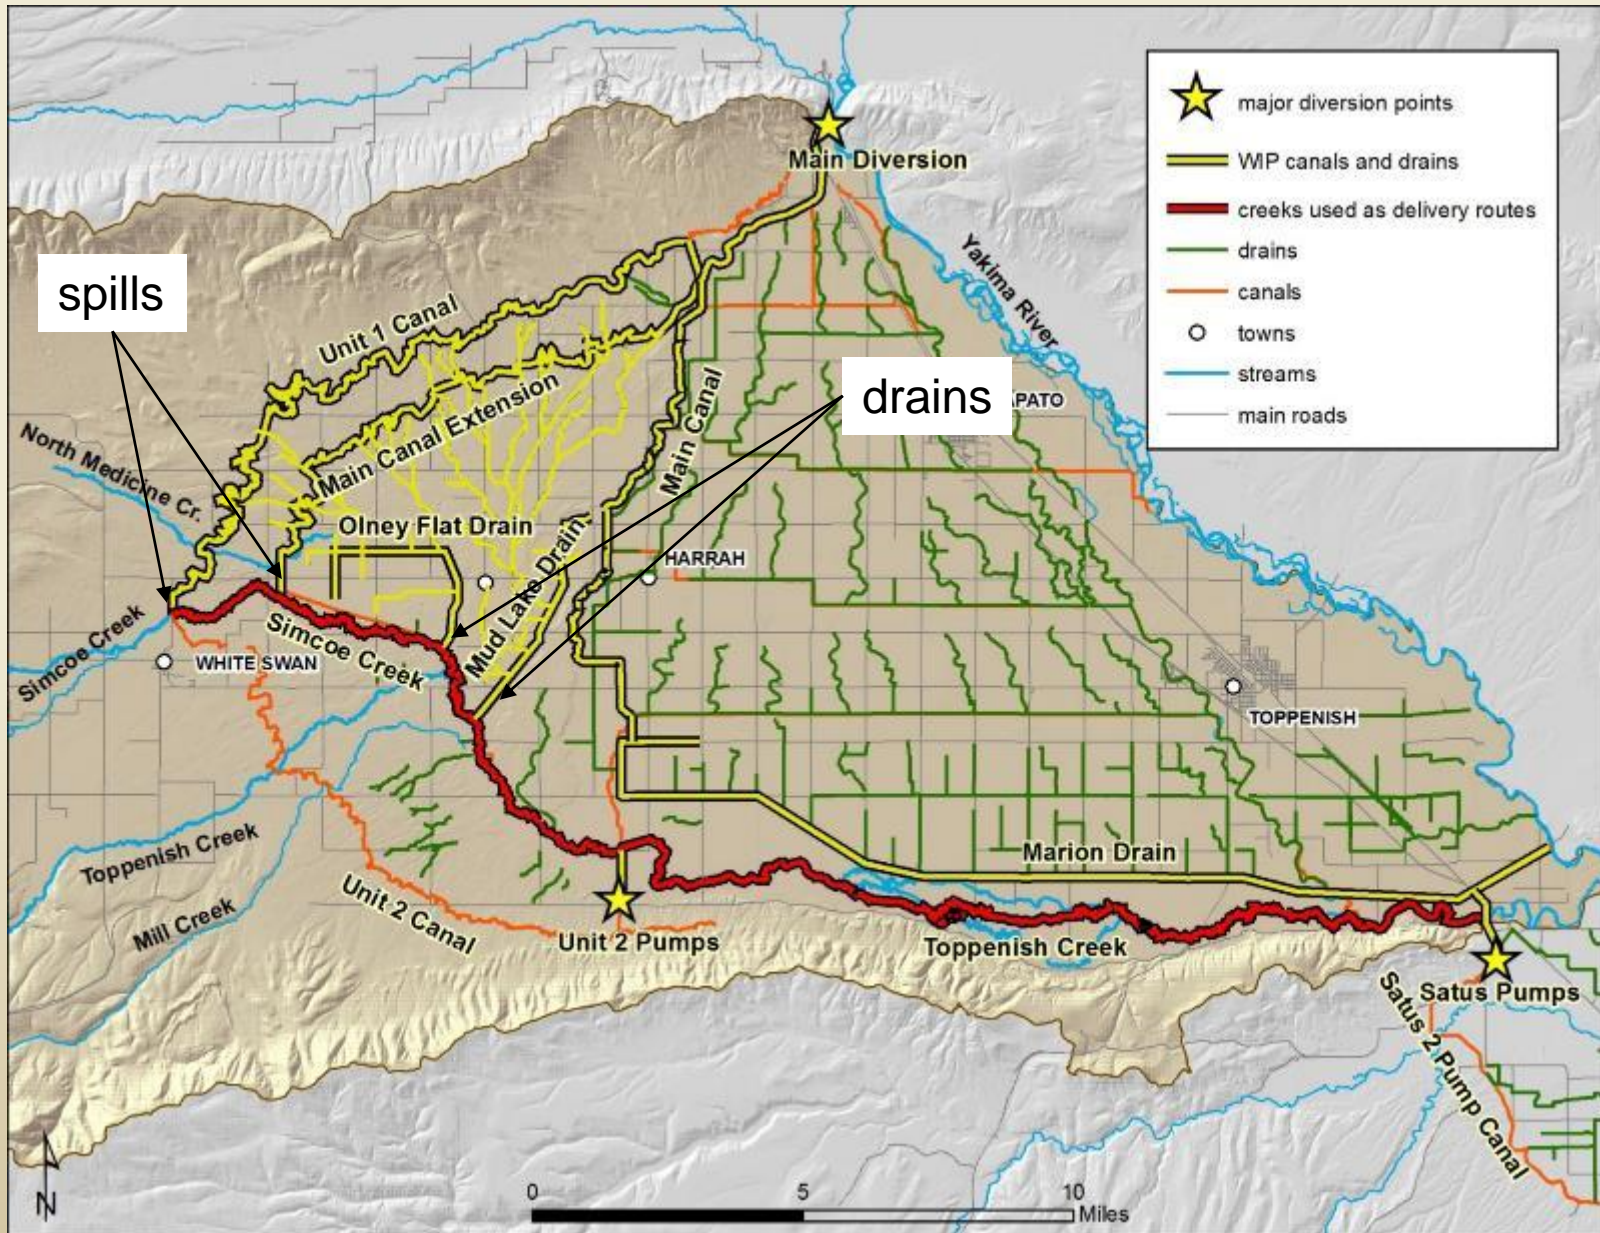 major diversion points
WIP canals and drains
creeks used as delivery routes
drains
canals
towns
streams
main roads
Main Diversion
Yakima River
spills
Unit 1 Canal
drains
Main Canal Extension
Main Canal
North Medicine Cr.
Olney Flat Drain
Mud Lake Drain
HARRAH
Simcoe Creek
WHITE SWAN
Simcoe Creek
TOPPENISH
Toppenish Creek
Mill Creek
Unit 2 Canal
Unit 2 Pumps
Marion Drain
Toppenish Creek
Satus Pumps
Satus 2 Pump Canal
N
0 5 10
Miles